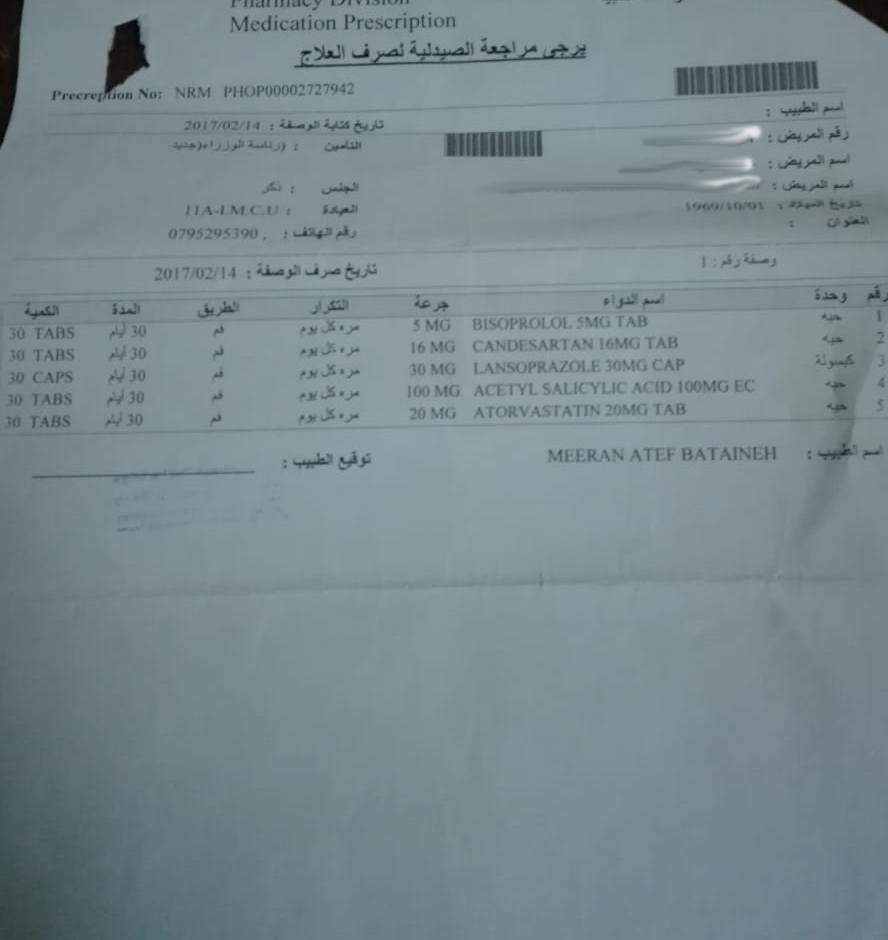 Pharmacy Division
Medication Prescription
يرجى مراجعة الصيدلية لصرف العلاج
Precreption No: NRM PHOP00002727942
اسم الطبيب :
تاريخ كتابة الوصفة : 2017/02/14
رقم المريض :
التأمين : (رئاسة الوزراء(جديد
اسم المريض :
اسم المريض :
الجنس : ذكر
تاريخ الميلاد : 1969/10/01
العيادة : 11A-I.M.C.U
العنوان :
رقم الهاتف : , 0795295390
وصفة رقم : 1
تاريخ صرف الوصفة : 2017/02/14
رقم وحدة اسم الدواء جرعة التكرار الطريق المدة الكمية
1 حبه BISOPROLOL 5MG TAB 5 MG مره كل يوم فم 30 أيام 30 TABS
2 حبه CANDESARTAN 16MG TAB 16 MG مره كل يوم فم 30 أيام 30 TABS
3 كبسولة LANSOPRAZOLE 30MG CAP 30 MG مره كل يوم فم 30 أيام 30 CAPS
4 حبه ACETYL SALICYLIC ACID 100MG EC 100 MG مره كل يوم فم 30 أيام 30 TABS
5 حبه ATORVASTATIN 20MG TAB 20 MG مره كل يوم فم 30 أيام 30 TABS
اسم الطبيب : MEERAN ATEF BATAINEH
توقيع الطبيب :